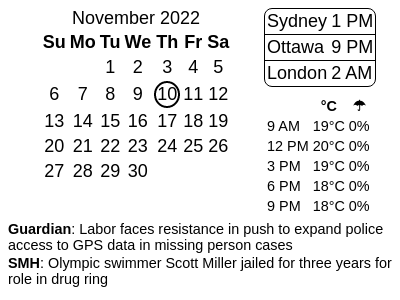 November 2022
Su Mo Tu We Th Fr Sa
1 2 3 4 5
6 7 8 9 10 11 12
13 14 15 16 17 18 19
20 21 22 23 24 25 26
27 28 29 30
Sydney 1 PM
Ottawa 9 PM
London 2 AM
°C ☂
9 AM 19°C 0%
12 PM 20°C 0%
3 PM 19°C 0%
6 PM 18°C 0%
9 PM 18°C 0%
Guardian: Labor faces resistance in push to expand police
access to GPS data in missing person cases
SMH: Olympic swimmer Scott Miller jailed for three years for
role in drug ring